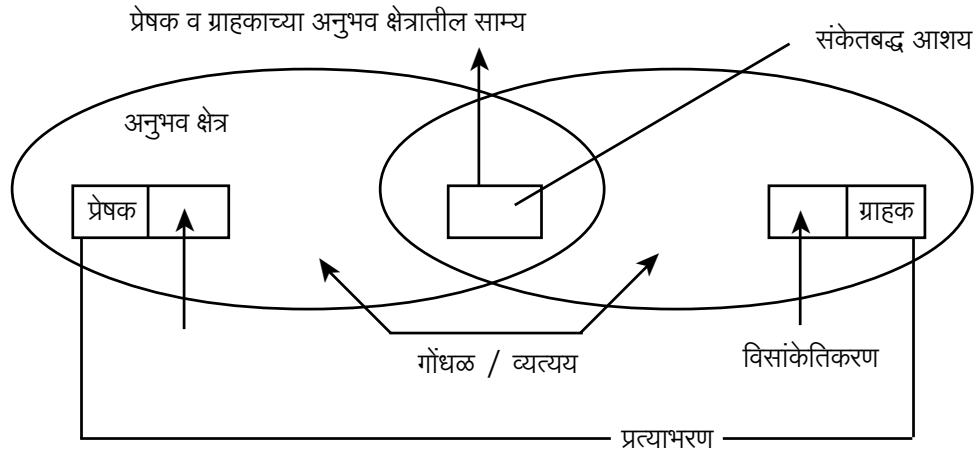 प्रेषक व ग्राहकाच्या अनुभव क्षेत्रातील साम्य
संकेतबद्ध आशय
अनुभव क्षेत्र
प्रेषक
ग्राहक
गोंधळ / व्यत्यय
विसांकेतिकरण
प्रत्याभरण